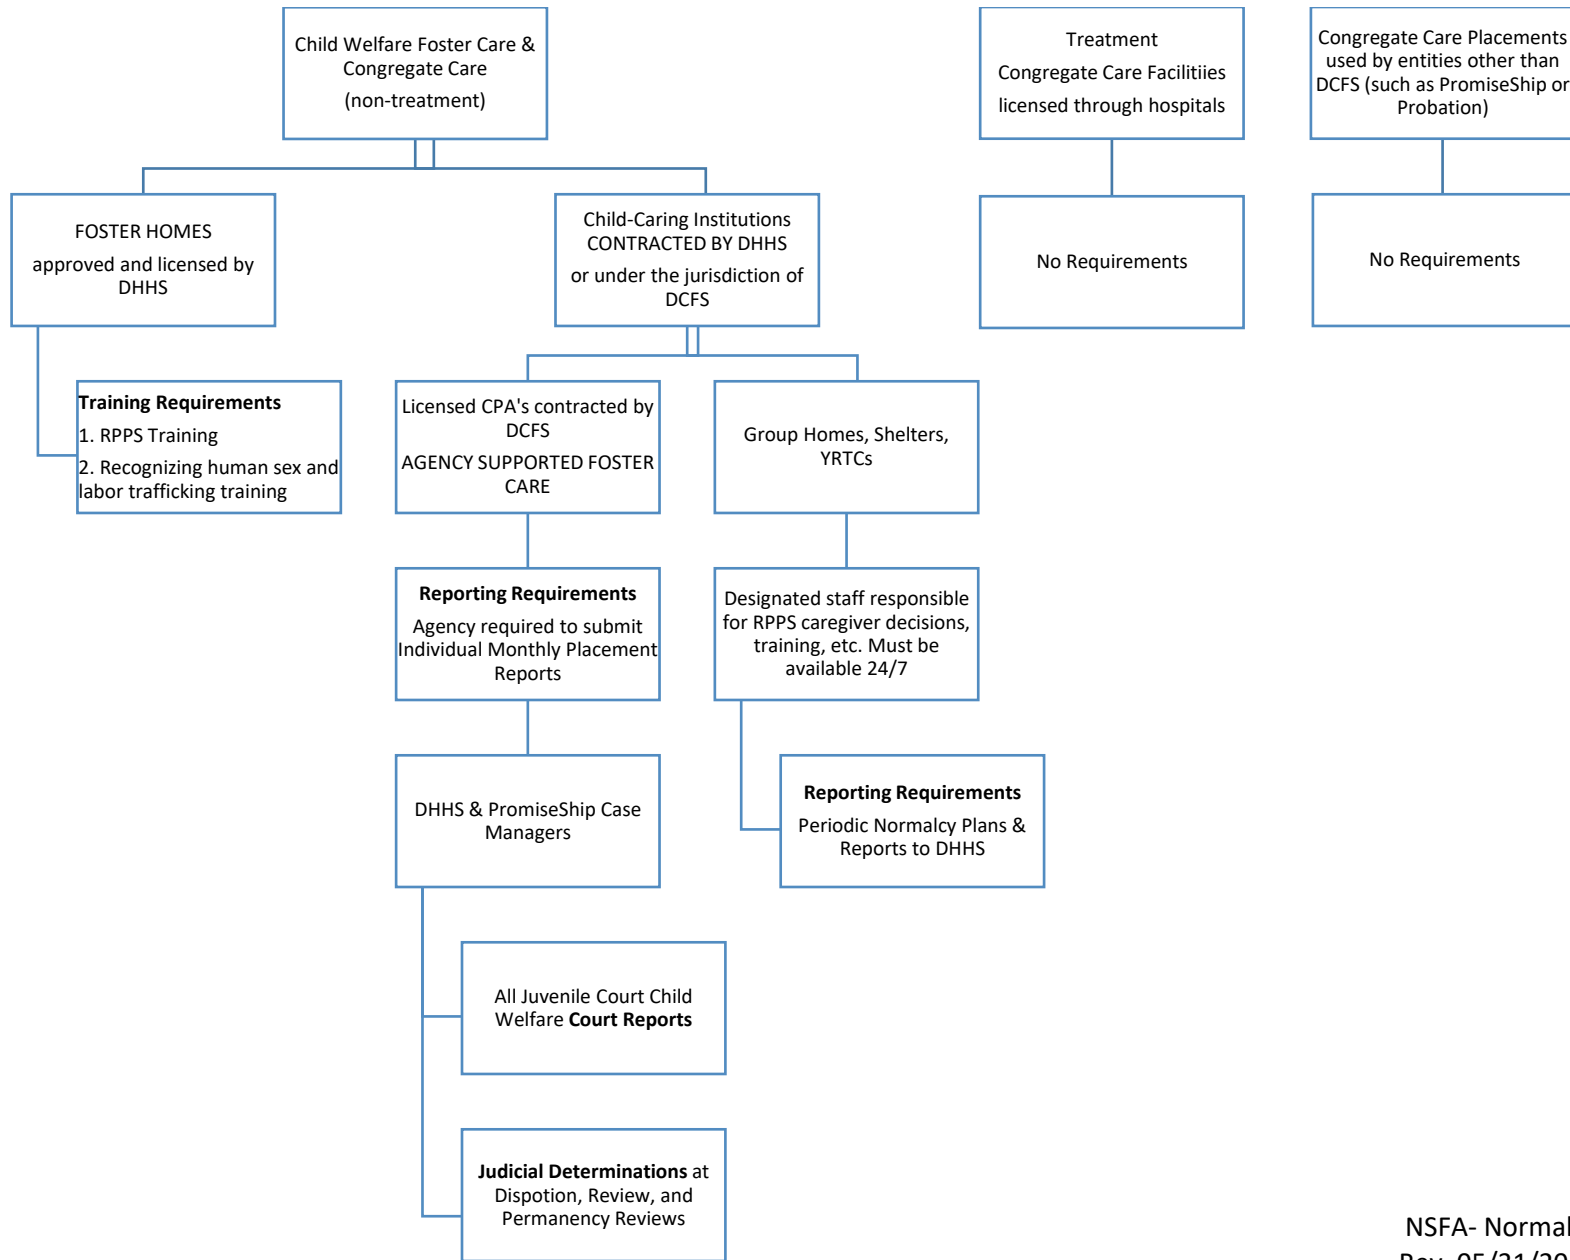 Child Welfare Foster Care &
Congregate Care
(non-treatment)
Treatment
Congregate Care Facilitiies
licensed through hospitals
Congregate Care Placements
used by entities other than
DCFS (such as PromiseShip or
Probation)
FOSTER HOMES
approved and licensed by
DHHS
Child-Caring Institutions
CONTRACTED BY DHHS
or under the jurisdiction of
DCFS
No Requirements
No Requirements
Training Requirements
1. RPPS Training
2. Recognizing human sex and
labor trafficking training
Licensed CPA's contracted by
DCFS
AGENCY SUPPORTED FOSTER
CARE
Group Homes, Shelters,
YRTCs
Reporting Requirements
Agency required to submit
Individual Monthly Placement
Reports
Designated staff responsible
for RPPS caregiver decisions,
training, etc. Must be
available 24/7
DHHS & PromiseShip Case
Managers
Reporting Requirements
Periodic Normalcy Plans &
Reports to DHHS
All Juvenile Court Child
Welfare Court Reports
Judicial Determinations at
Dispotion, Review, and
Permanency Reviews
NSFA- Normal
Rev. 05/31/20